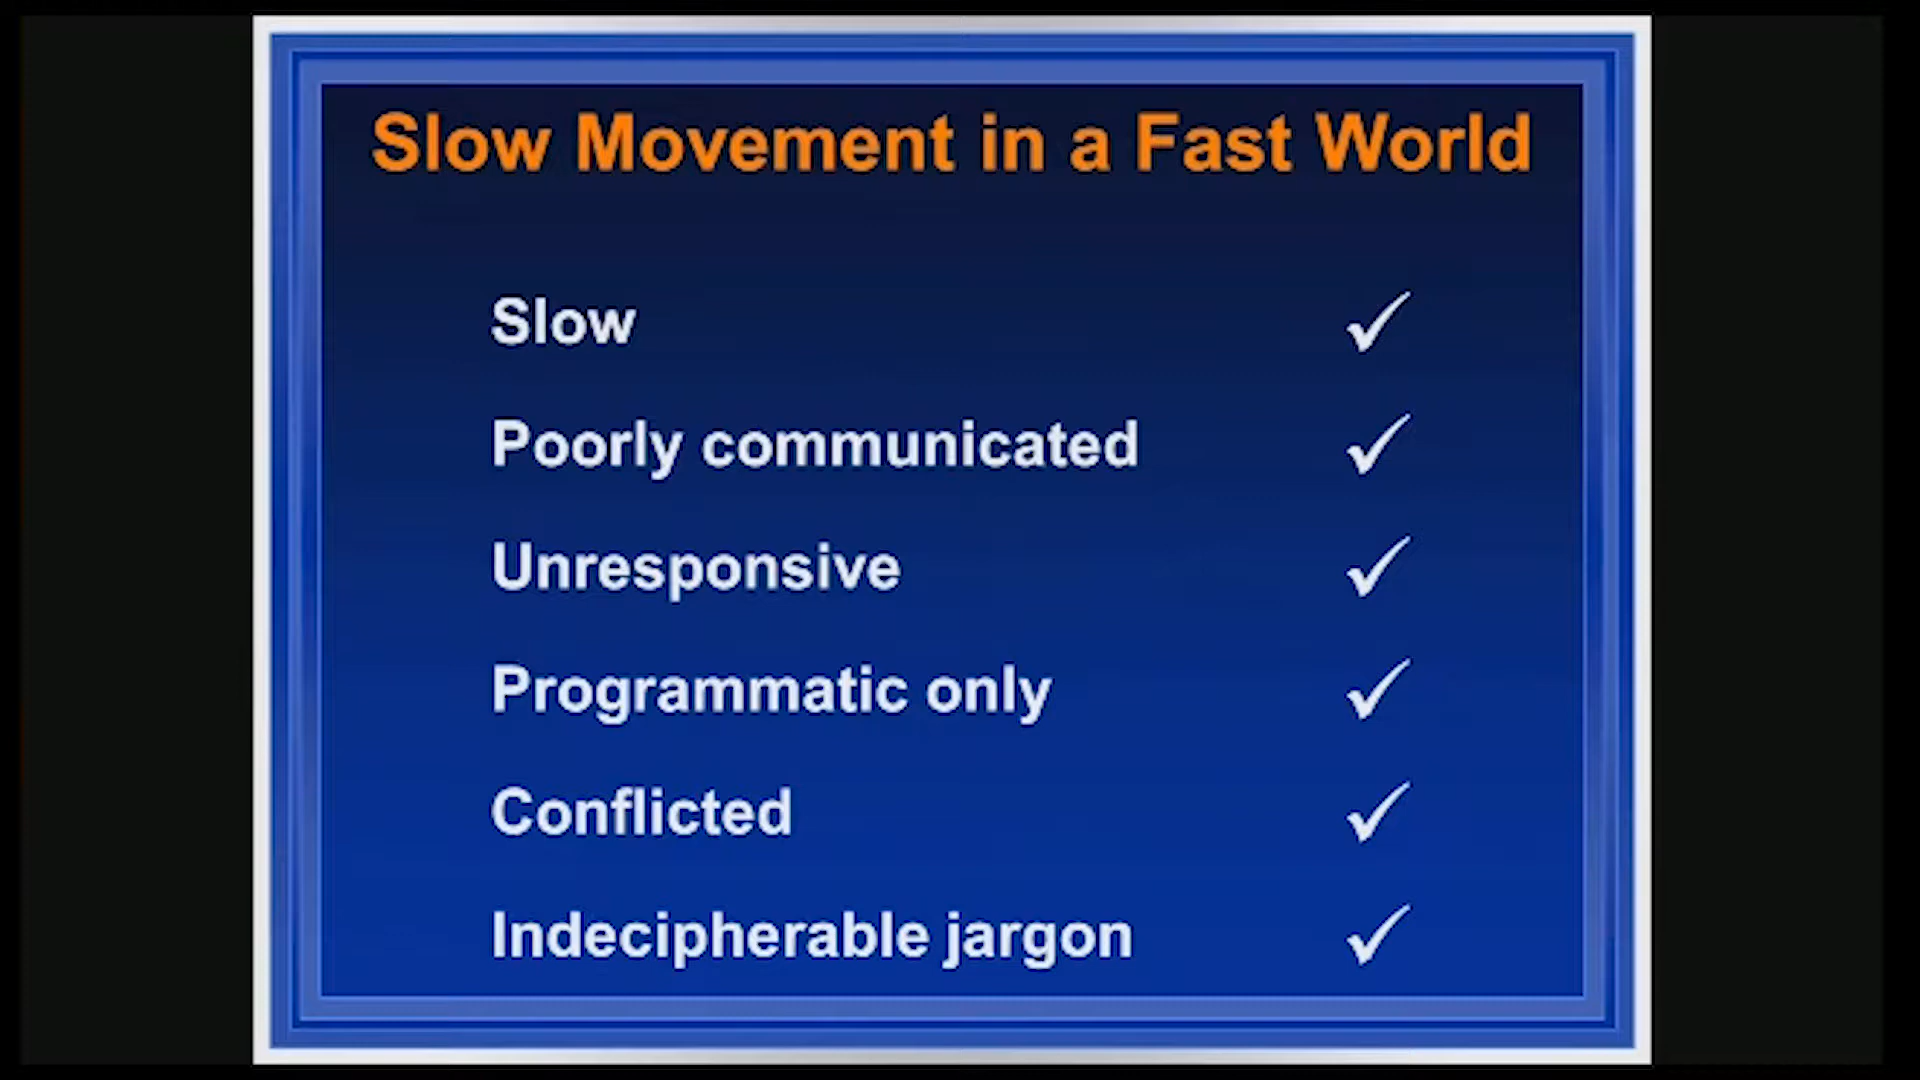 Slow Movement in a Fast World
Slow ✓
Poorly communicated ✓
Unresponsive ✓
Programmatic only ✓
Conflicted ✓
Indecipherable jargon ✓